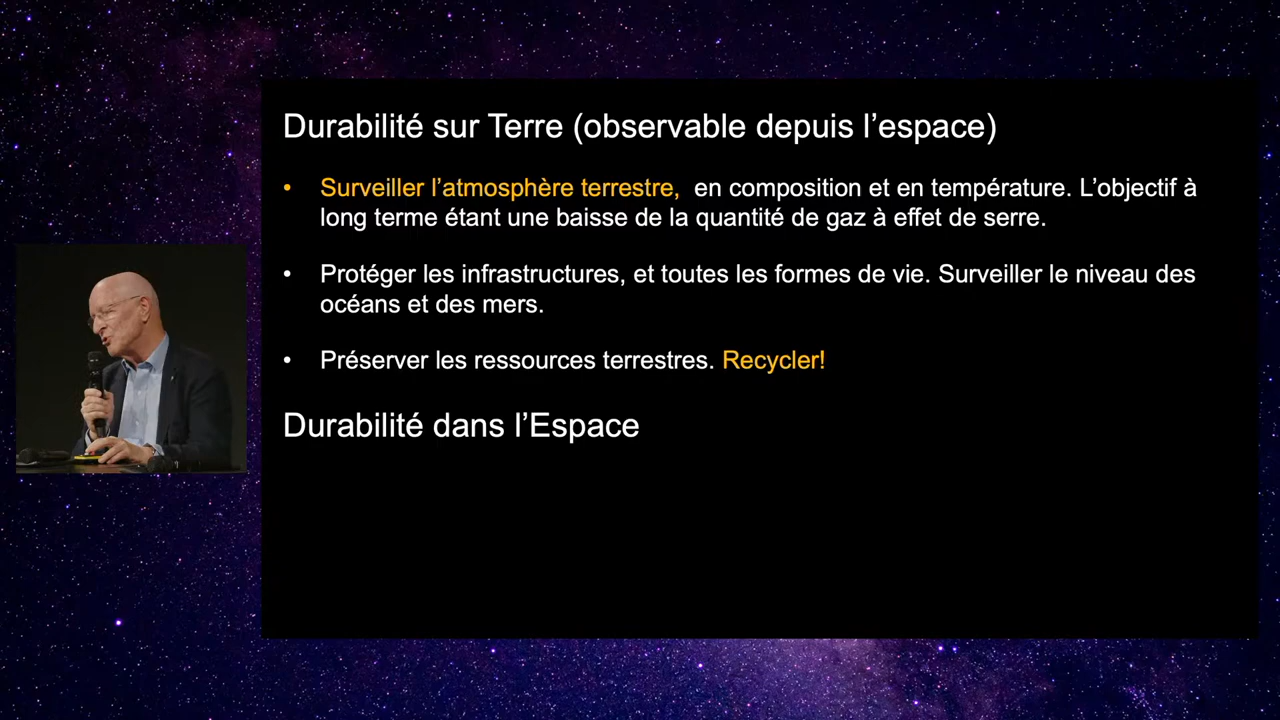 Durabilité sur Terre (observable depuis l’espace)
• Surveiller l’atmosphère terrestre, en composition et en température. L’objectif à
long terme étant une baisse de la quantité de gaz à effet de serre.
• Protéger les infrastructures, et toutes les formes de vie. Surveiller le niveau des
océans et des mers.
• Préserver les ressources terrestres. Recycler!
Durabilité dans l’Espace